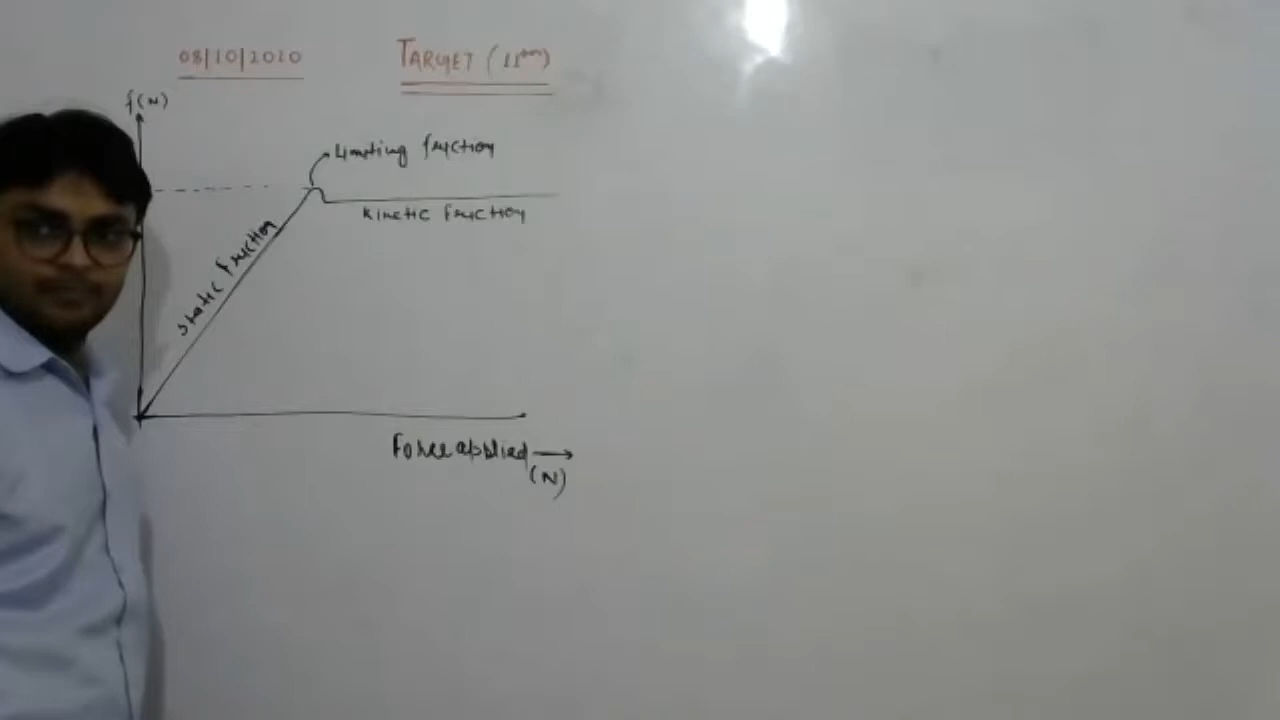 08/10/2020
TARGET (11th)
f(N)
Limiting friction
Kinetic friction
Static friction
Force applied →
(N)